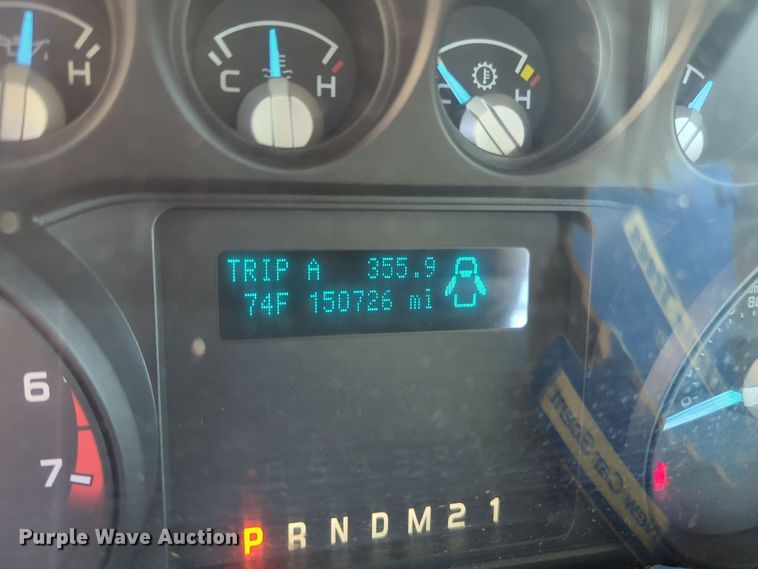 H
C H
C H
TRIP A 355.9
74F 150726 mi
6
7
P R N D M 2 1
Purple Wave Auction